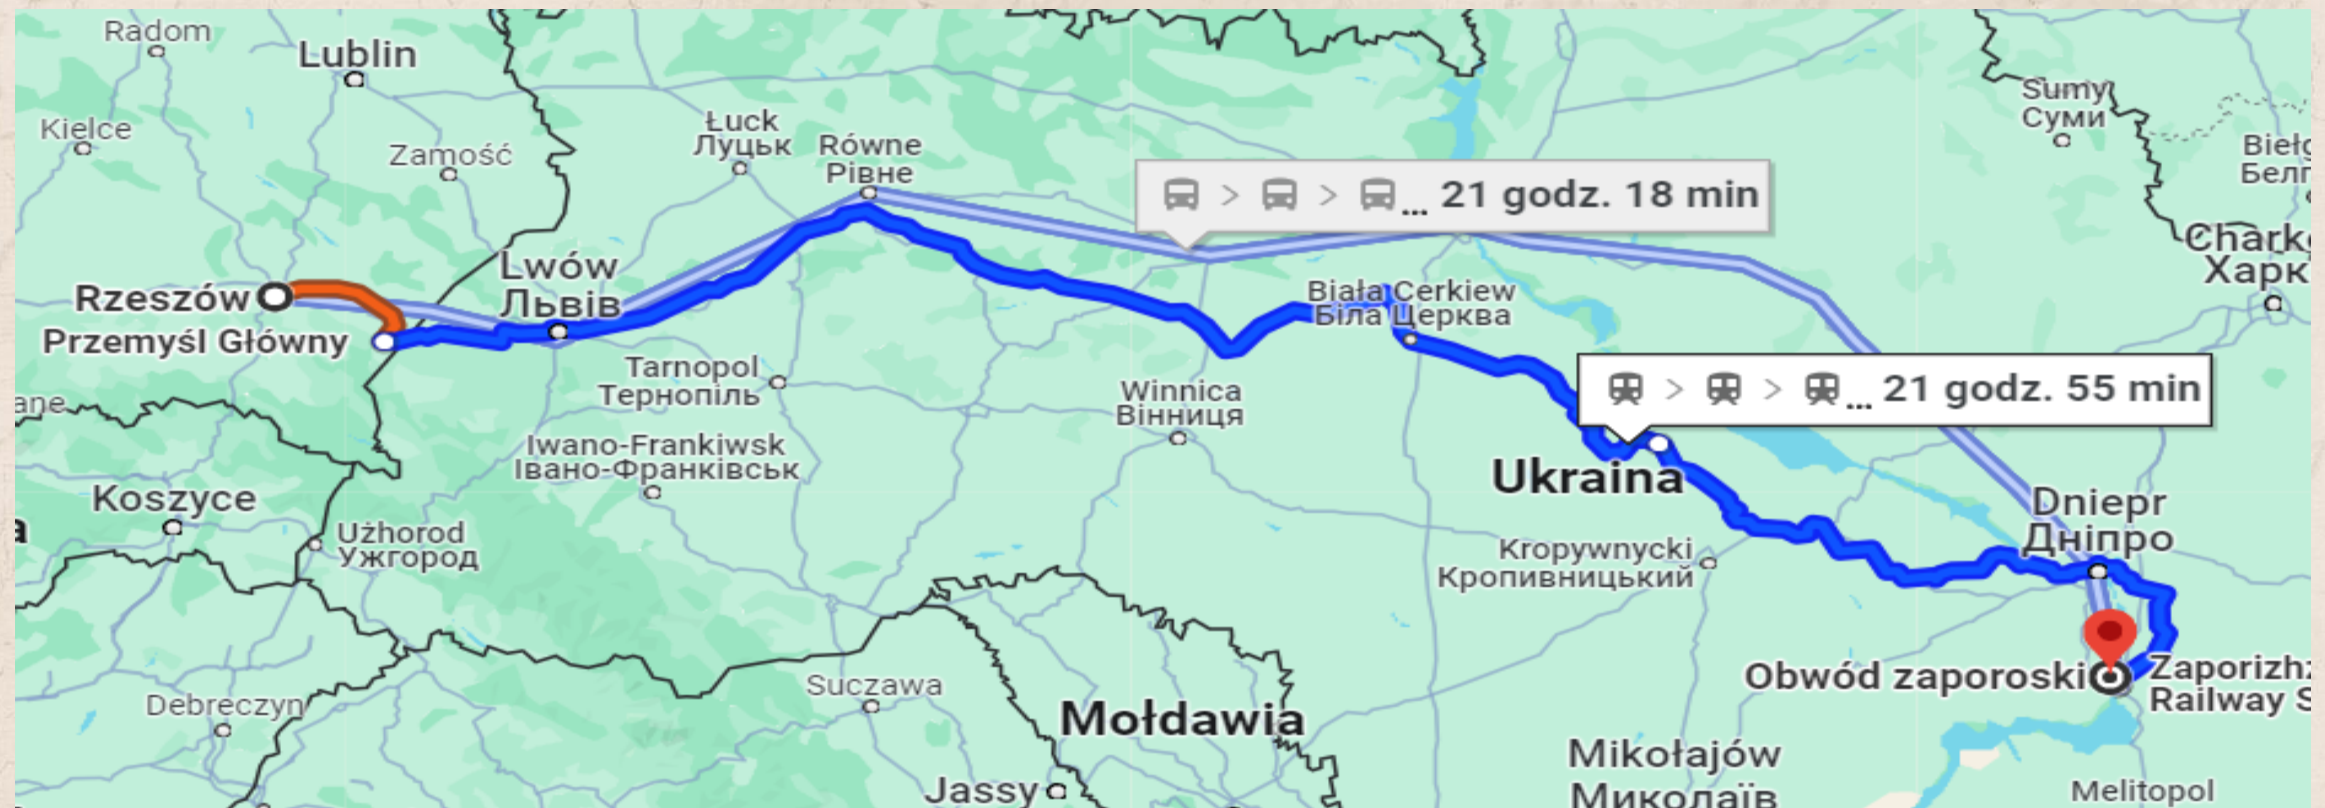 Radom
Lublin
Kielce
Zamość
Łuck
Луцьк
Równe
Рівне
Sumy
Суми
21 godz. 18 min
Lwów
Львів
Rzeszów
Przemyśl Główny
Biała Cerkiew
Біла Церква
Tarnopol
Тернопіль
Winnica
Вінниця
21 godz. 55 min
Iwano-Frankiwsk
Івано-Франківськ
Ukraina
Koszyce
Użhorod
Ужгород
Dniepr
Дніпро
Kropywnycki
Кропивницький
Obwód zaporoski
Zaporizhz
Railway S
Debreczyn
Suczawa
Mołdawia
Jassy
Mikołajów
Миколаїв
Melitopol